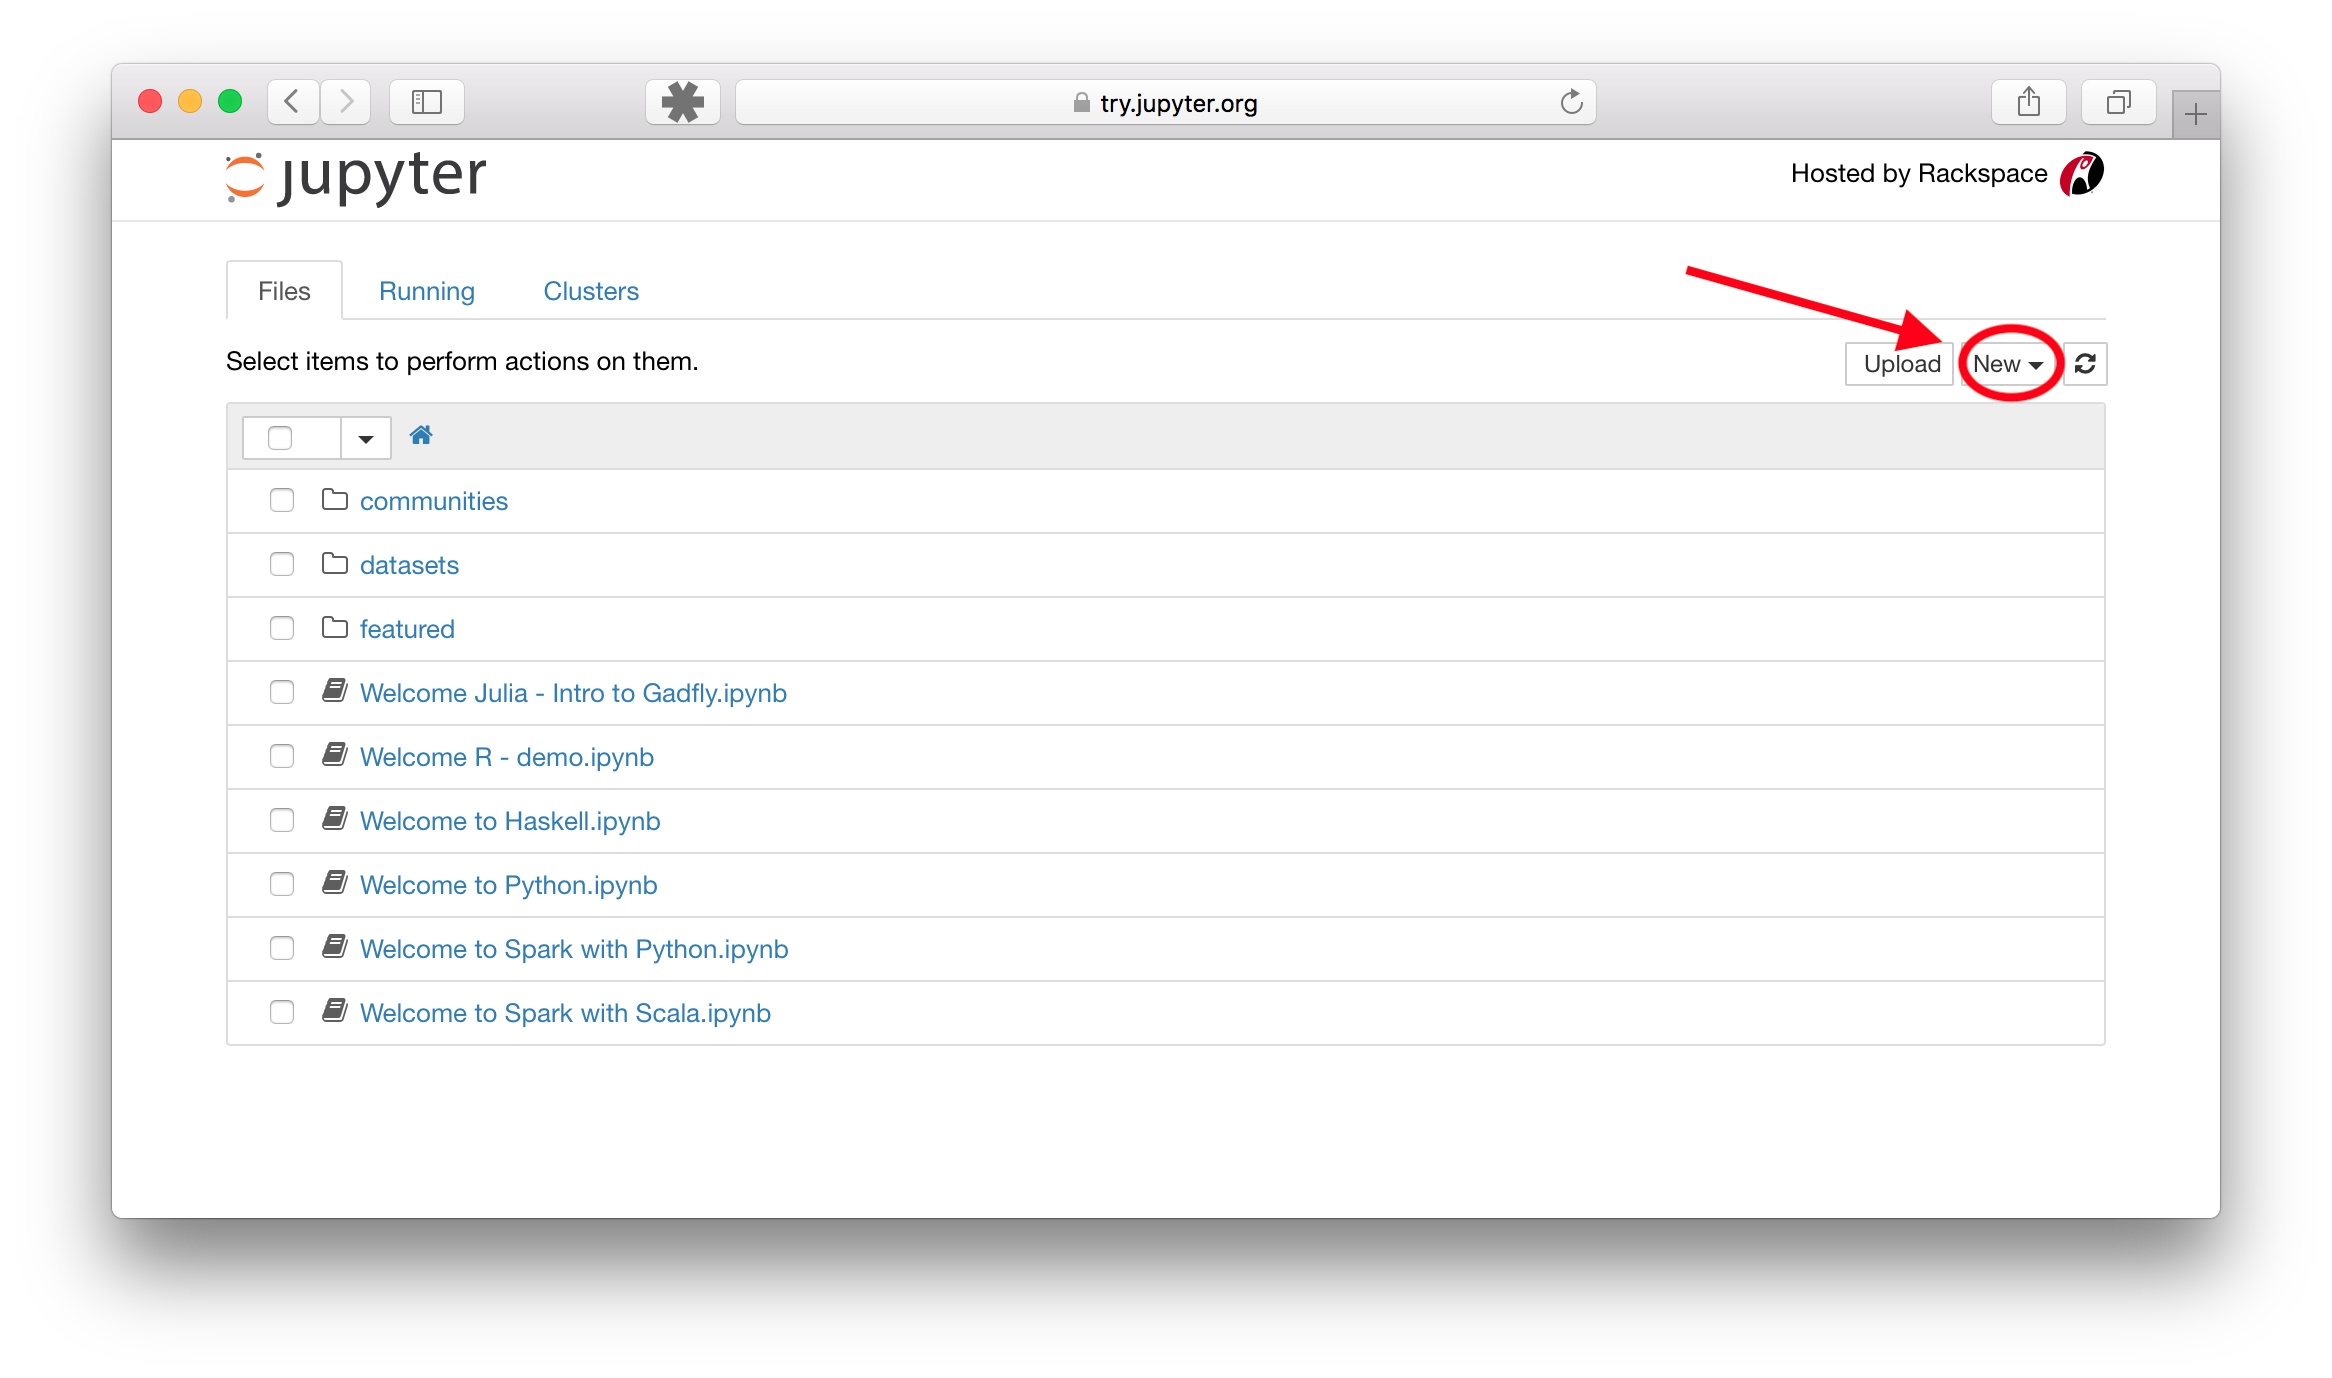 try.jupyter.org
jupyter
Hosted by Rackspace
Files
Running
Clusters
Select items to perform actions on them.
Upload
New
communities
datasets
featured
Welcome Julia - Intro to Gadfly.ipynb
Welcome R - demo.ipynb
Welcome to Haskell.ipynb
Welcome to Python.ipynb
Welcome to Spark with Python.ipynb
Welcome to Spark with Scala.ipynb